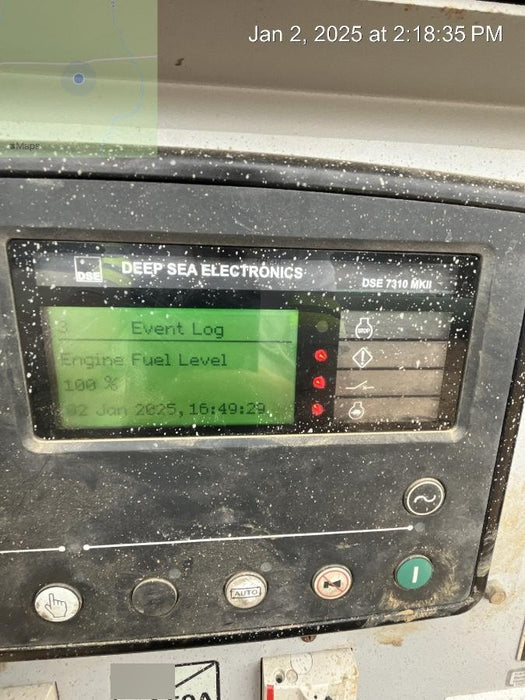 Jan 2, 2025 at 2:18:35 PM
Maps
DSE
DEEP SEA ELECTRONICS
DSE 7310 MKII
3 Event Log
Engine Fuel Level
100 %
02 Jan 2025, 16:49:29
STOP
AUTO
I